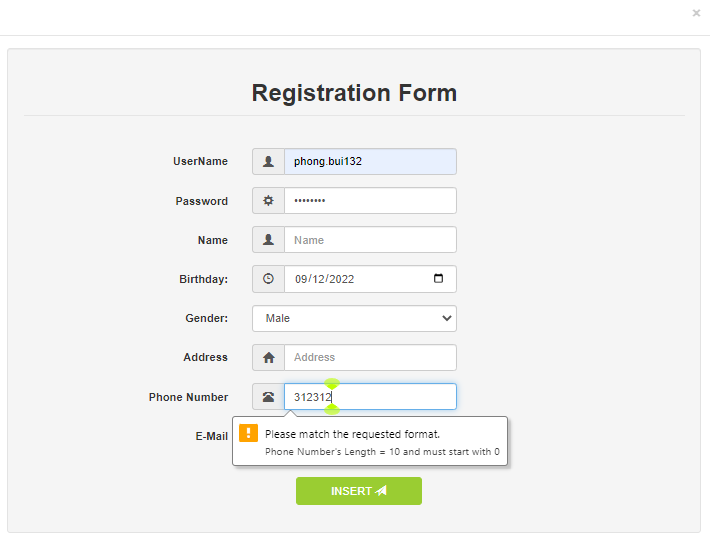 ×
Registration Form
UserName phong.bui132
Password ••••••••
Name Name
Birthday: 09/12/2022
Gender: Male
Address Address
Phone Number 312312
E-Mail
Please match the requested format.
Phone Number's Length = 10 and must start with 0
INSERT